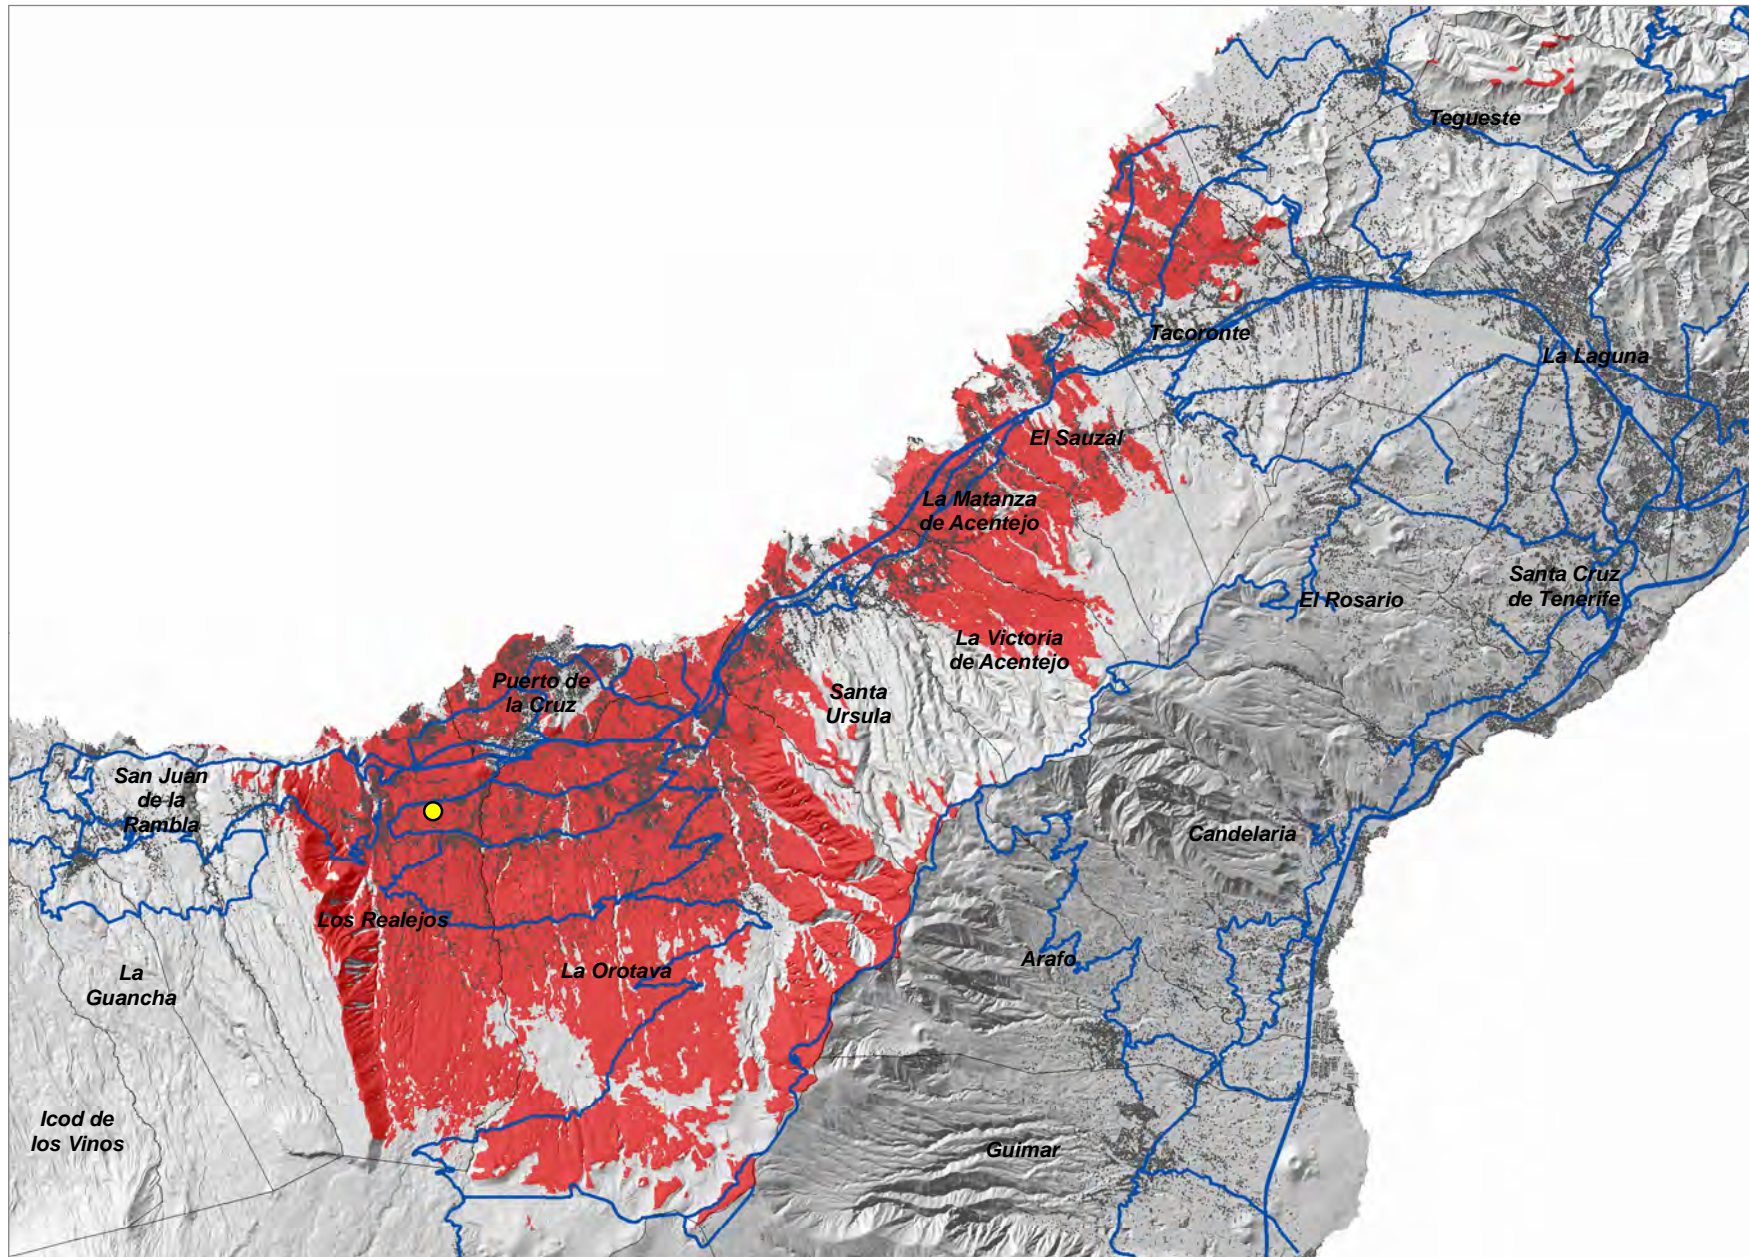 Tegueste
Tacoronte
La Laguna
El Sauzal
La Matanza
de Acentejo
Santa Cruz
de Tenerife
El Rosario
La Victoria
de Acentejo
Puerto de
la Cruz
Santa
Ursula
San Juan
de la
Rambla
Candelaria
Los Realejos
La Orotava
Arafo
La
Guancha
Icod de
los Vinos
Guimar